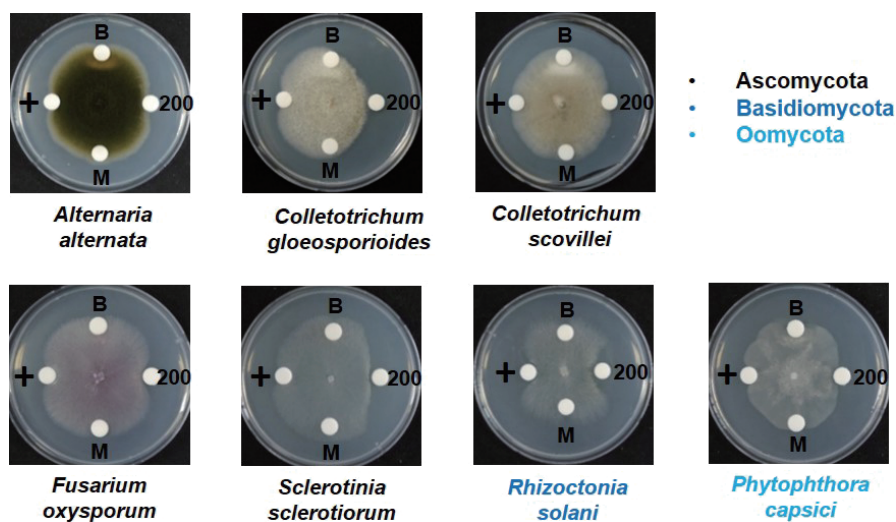 B
+
200
M
B
+
200
M
B
+
200
M
• Ascomycota
• Basidiomycota
• Oomycota
Alternaria
alternata
Colletotrichum
gloeosporioides
Colletotrichum
scovillei
B
+
200
M
B
+
200
M
B
+
200
M
B
+
200
M
Fusarium
oxysporum
Sclerotinia
sclerotiorum
Rhizoctonia
solani
Phytophthora
capsici